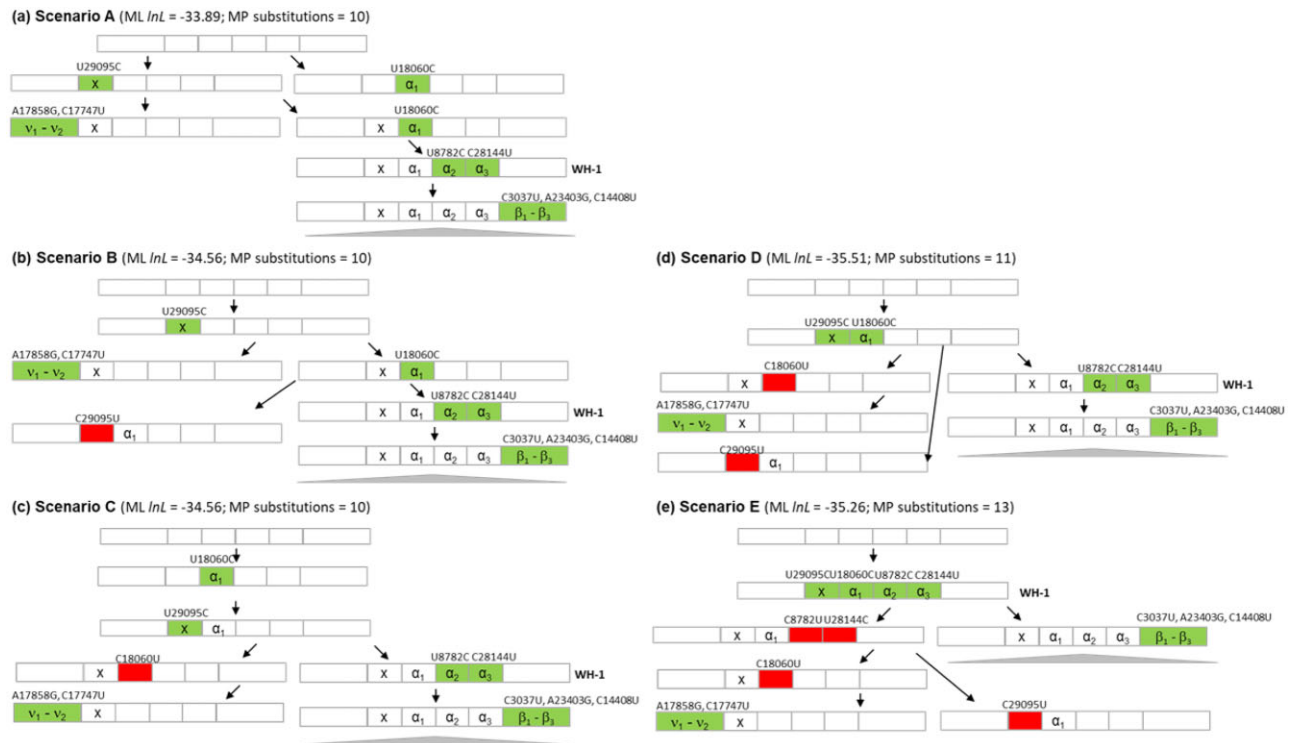 (a) Scenario A (ML lnL = -33.89; MP substitutions = 10)
U29095C
x
U18060C
α1
A17858G, C17747U
ν1 - ν2 x
U18060C
x α1
U8782C C28144U
x α1 α2 α3 WH-1
C3037U, A23403G, C14408U
x α1 α2 α3 β1 - β3
(b) Scenario B (ML lnL = -34.56; MP substitutions = 10)
U29095C
x
A17858G, C17747U
ν1 - ν2 x
U18060C
x α1
U8782C C28144U
x α1 α2 α3 WH-1
C29095U
α1
C3037U, A23403G, C14408U
x α1 α2 α3 β1 - β3
(c) Scenario C (ML lnL = -34.56; MP substitutions = 10)
U18060C
α1
U29095C
x α1
C18060U
x
U8782C C28144U
x α1 α2 α3 WH-1
A17858G, C17747U
ν1 - ν2 x
C3037U, A23403G, C14408U
x α1 α2 α3 β1 - β3
(d) Scenario D (ML lnL = -35.51; MP substitutions = 11)
U29095C U18060C
x α1
C18060U
x
U8782C C28144U
x α1 α2 α3 WH-1
A17858G, C17747U
ν1 - ν2 x
C3037U, A23403G, C14408U
x α1 α2 α3 β1 - β3
C29095U
α1
(e) Scenario E (ML lnL = -35.26; MP substitutions = 13)
U29095CU18060CU8782C C28144U
x α1 α2 α3 WH-1
C8782U U28144C
x α1
C3037U, A23403G, C14408U
x α1 α2 α3 β1 - β3
C18060U
x
A17858G, C17747U
ν1 - ν2 x
C29095U
α1